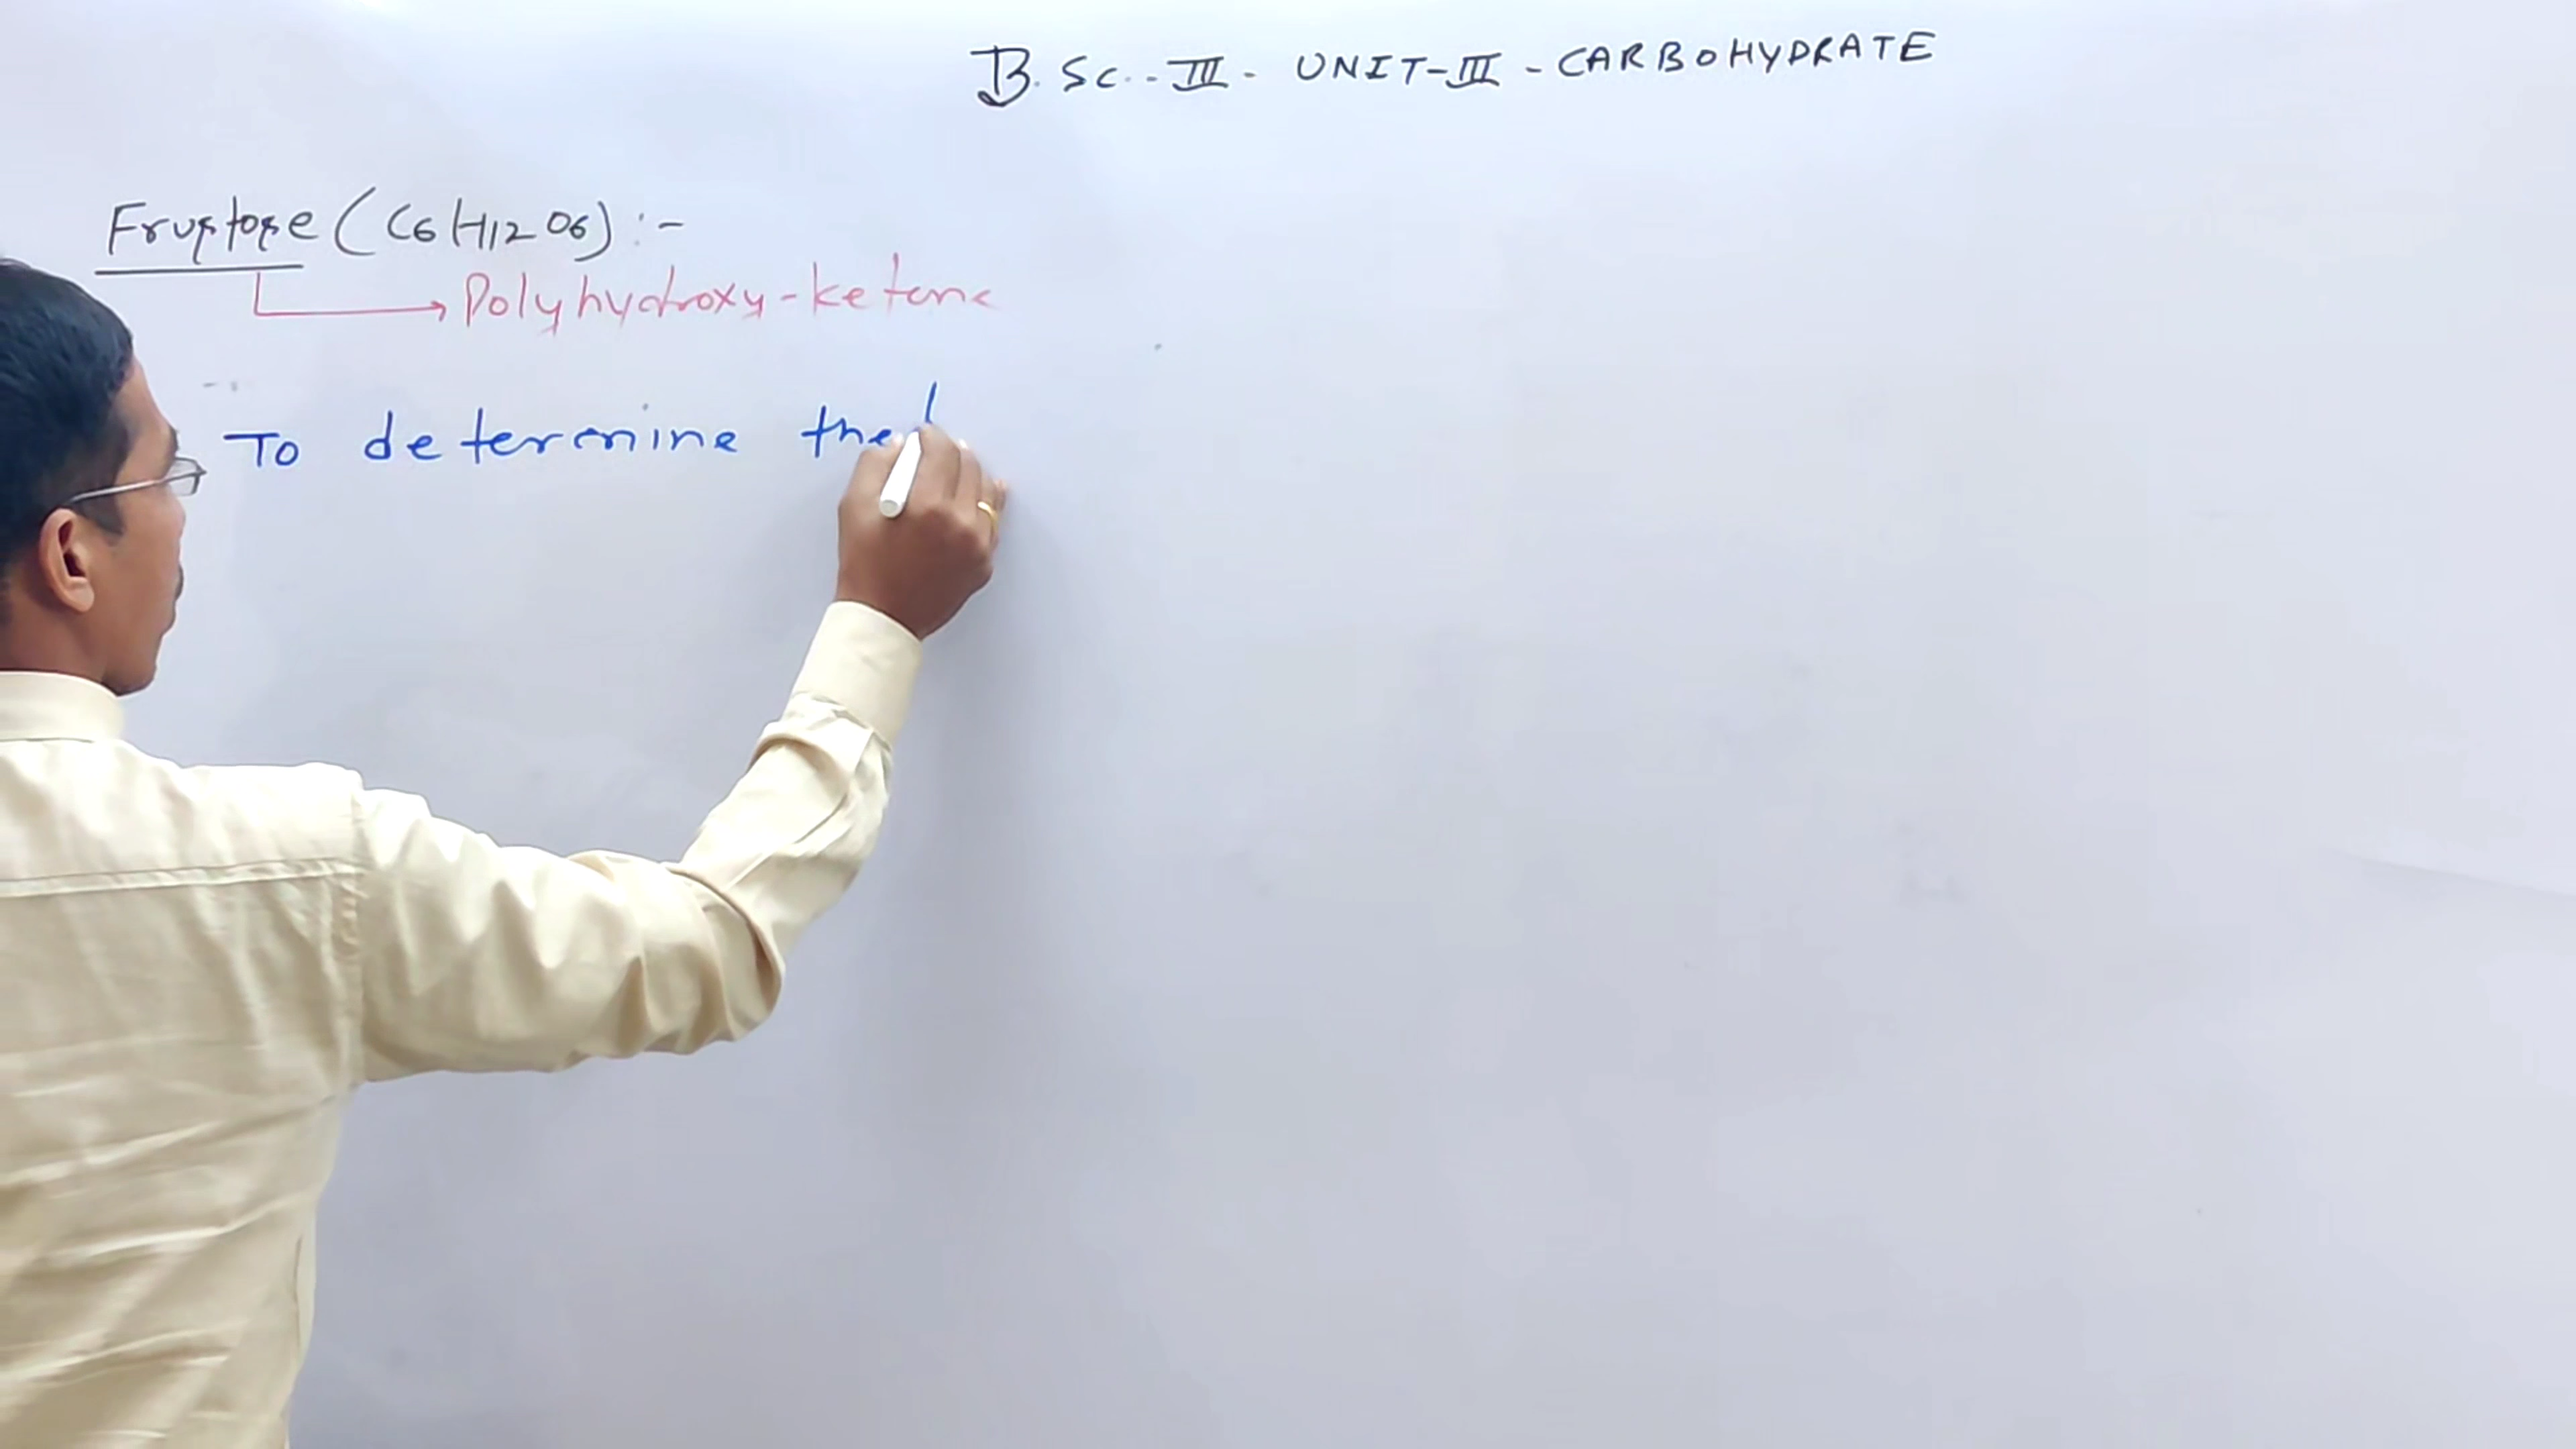 B. Sc.. - III - UNIT-III - CARBOHYDRATE
Fructose (C6H12O6) :-
Polyhydroxy-ketone
To determine the